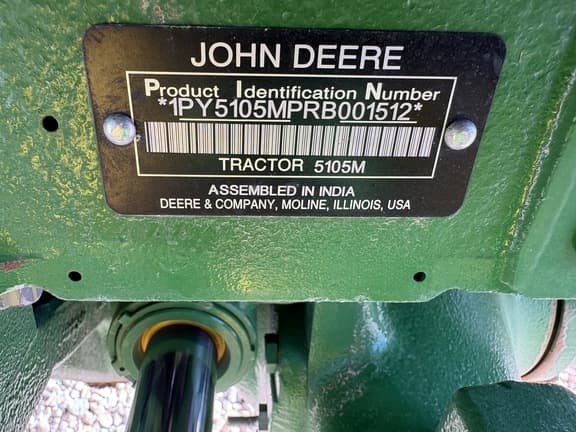 JOHN DEERE
Product Identification Number
*1PY5105MPRB001512*
TRACTOR 5105M
ASSEMBLED IN INDIA
DEERE & COMPANY, MOLINE, ILLINOIS, USA